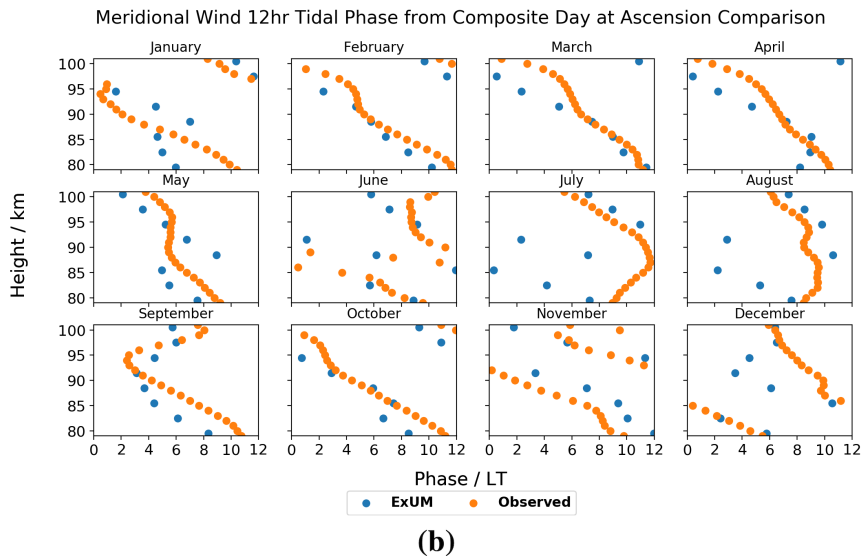 Meridional Wind 12hr Tidal Phase from Composite Day at Ascension Comparison
January February March April
100
95
90
85
80
May June July August
100
95
90
85
80
September October November December
100
95
90
85
80
0 2 4 6 8 10 12 0 2 4 6 8 10 12 0 2 4 6 8 10 12 0 2 4 6 8 10 12
Height / km
Phase / LT
ExUM Observed
(b)